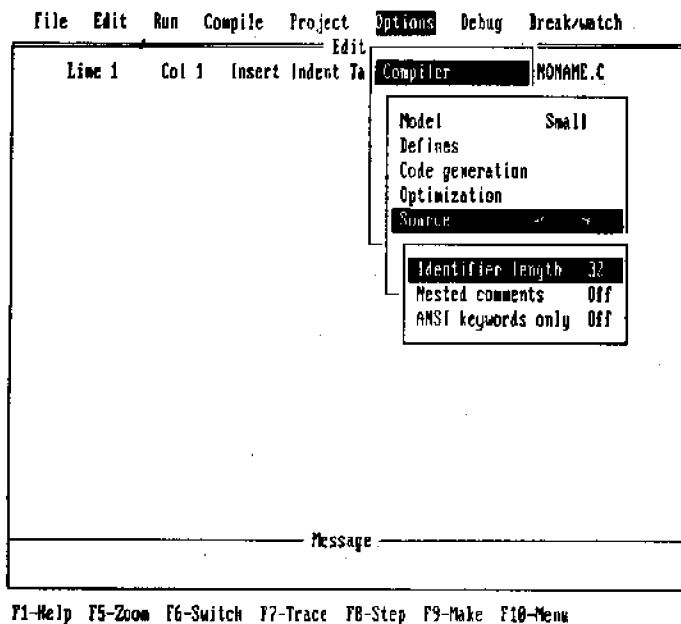 File Edit Run Compile Project Options Debug Break/watch
Edit
Line 1 Col 1 Insert Indent Ta Compiler NONAME.C
Model Small
Defines
Code generation
Optimization
Source
Identifier length 32
Nested comments Off
ANSI keywords only Off
Message
F1-Help F5-Zoom F6-Switch F7-Trace F8-Step F9-Make F10-Menu